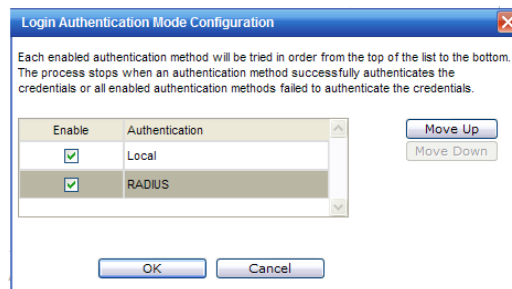 Login Authentication Mode Configuration
Each enabled authentication method will be tried in order from the top of the list to the bottom.
The process stops when an authentication method successfully authenticates the
credentials or all enabled authentication methods failed to authenticate the credentials.
Enable Authentication
Local
RADIUS
Move Up
Move Down
OK Cancel